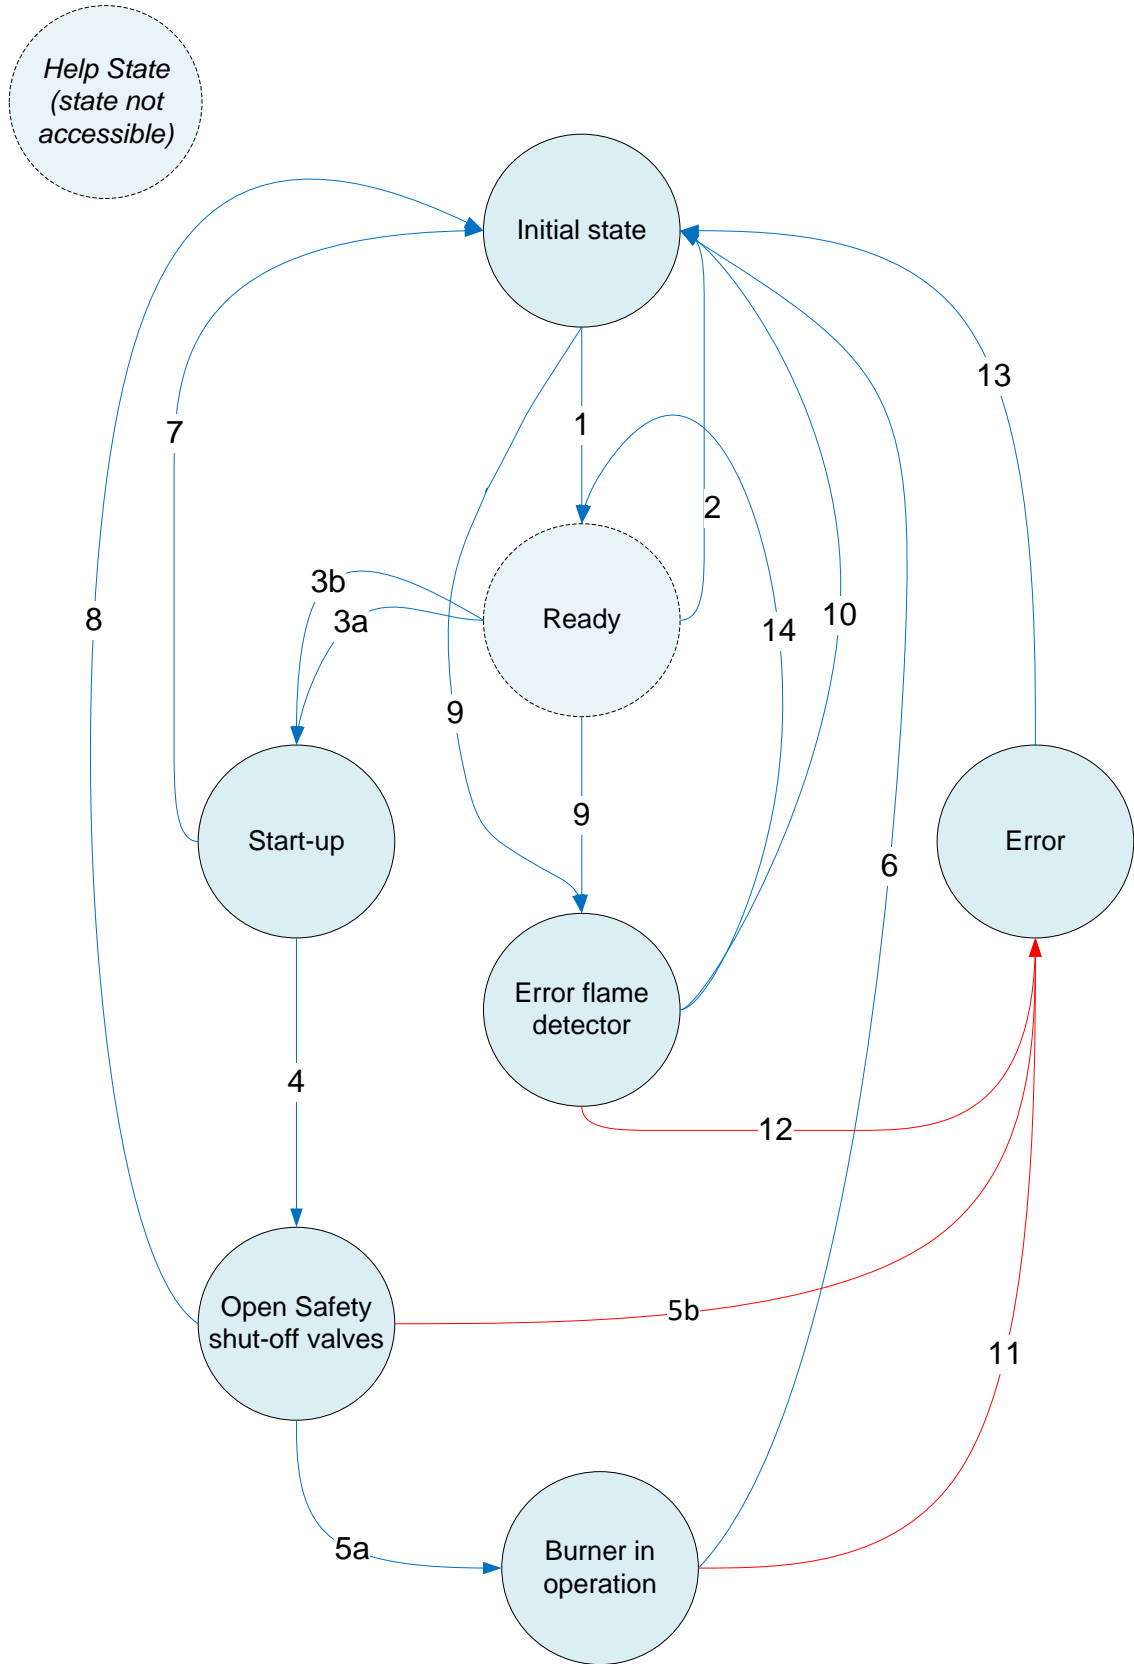 Help State
(state not
accessible)
Initial state
1
7
13
2
3b
3a
8
Ready
14
10
9
9
Start-up
Error
6
Error flame
detector
4
12
Open Safety
shut-off valves
5b
11
5a
Burner in
operation